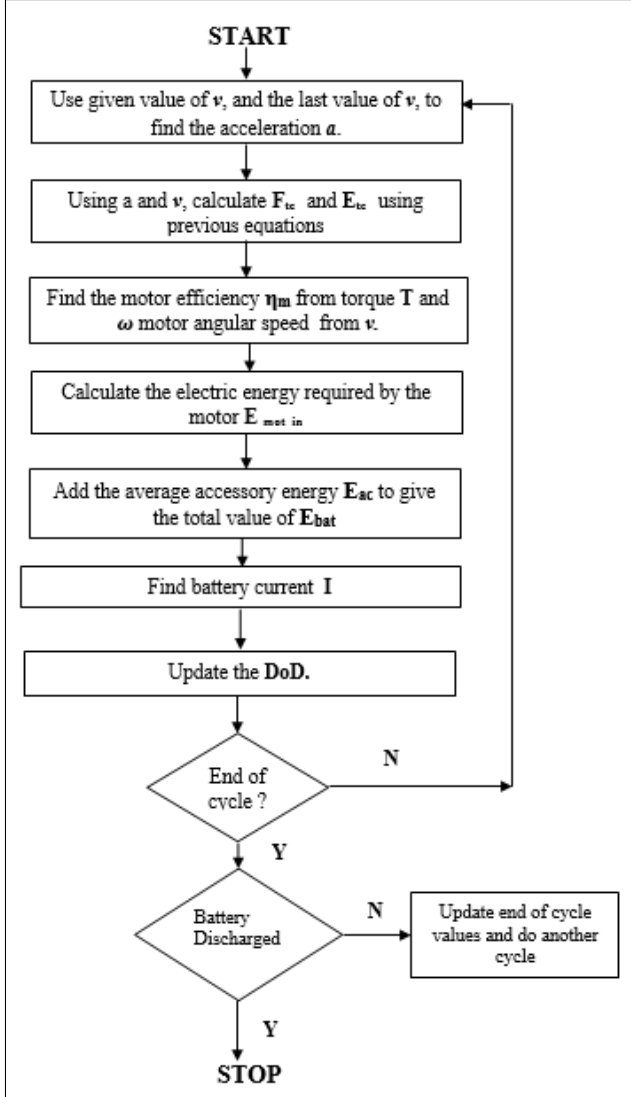 START
Use given value of v, and the last value of v, to
find the acceleration a.
Using a and v, calculate Fte and Ete using
previous equations
Find the motor efficiency ηm from torque T and
ω motor angular speed from v.
Calculate the electric energy required by the
motor E mot in
Add the average accessory energy Eac to give
the total value of Ebat
Find battery current I
Update the DoD.
End of
cycle ?
N
Y
Battery
Discharged
N
Update end of cycle
values and do another
cycle
Y
STOP